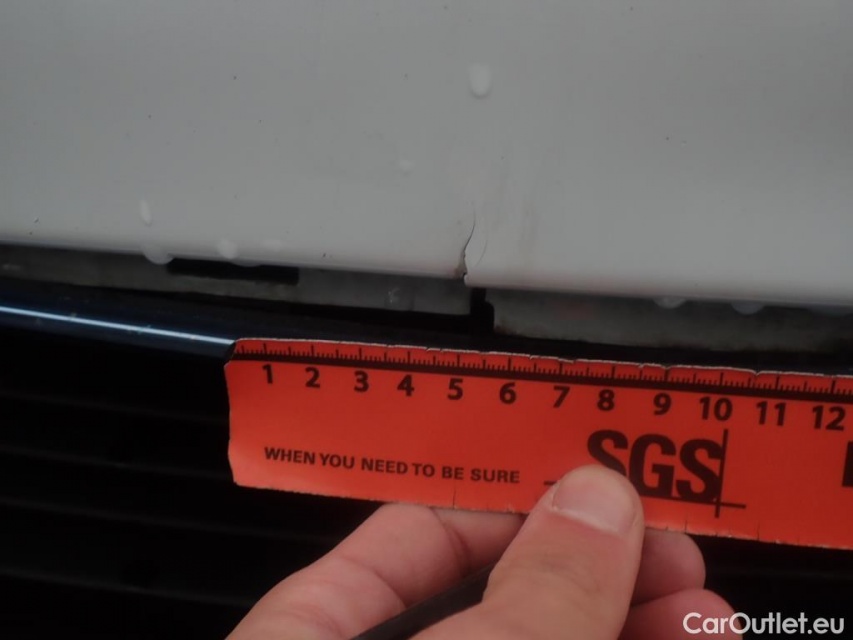 1 2 3 4 5 6 7 8 9 10 11 12
WHEN YOU NEED TO BE SURE
SGS
CarOutlet.eu